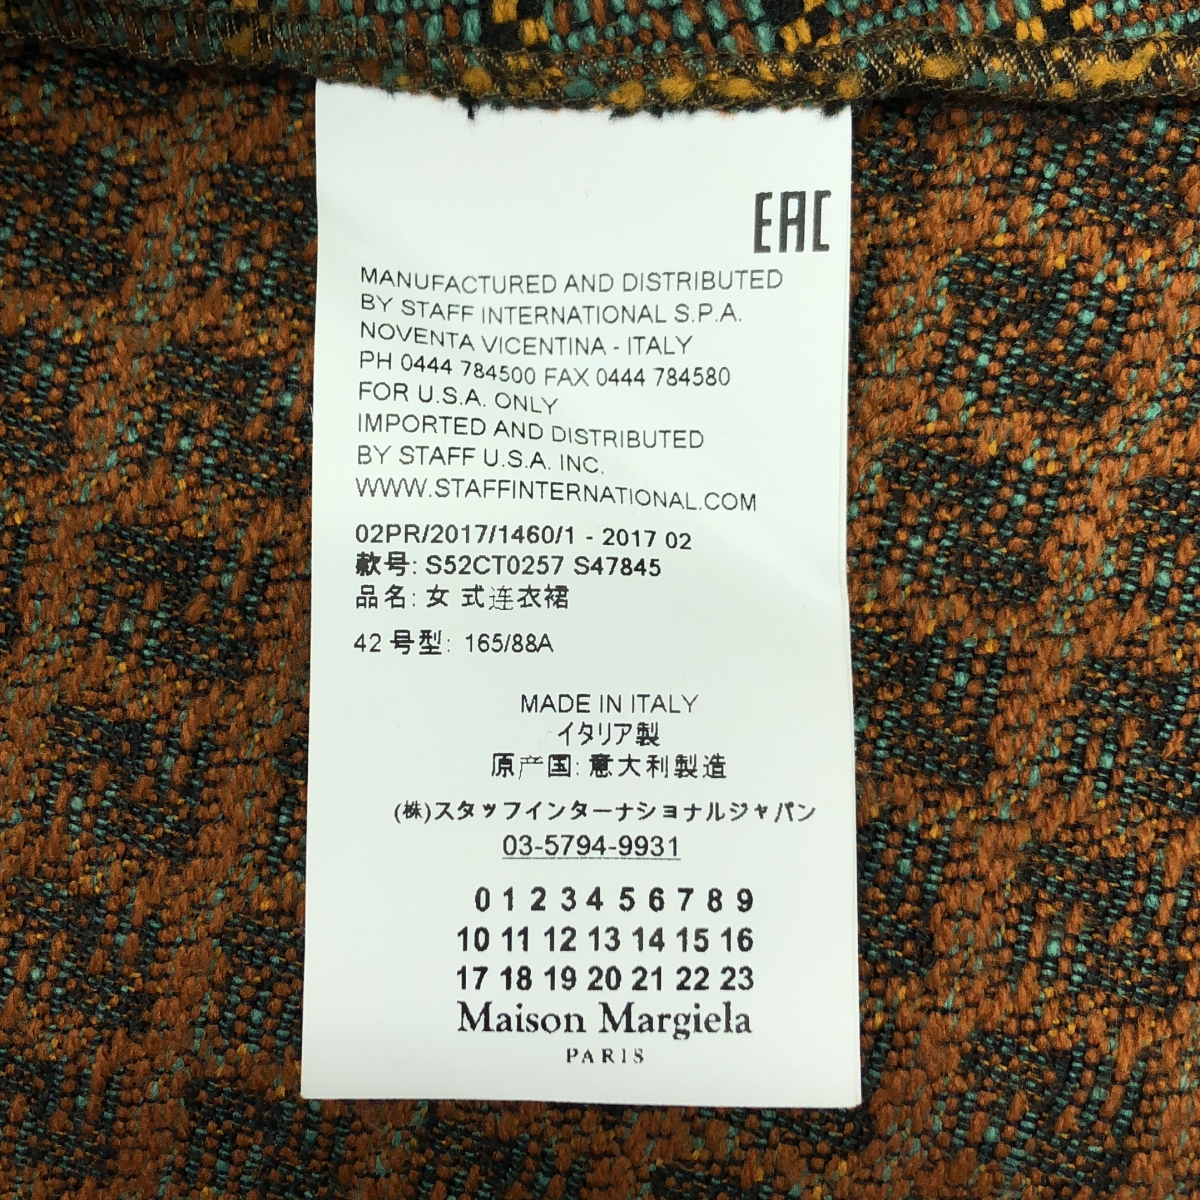 EAC
MANUFACTURED AND DISTRIBUTED
BY STAFF INTERNATIONAL S.P.A.
NOVENTA VICENTINA - ITALY
PH 0444 784500 FAX 0444 784580
FOR U.S.A. ONLY
IMPORTED AND DISTRIBUTED
BY STAFF U.S.A. INC.
WWW.STAFFINTERNATIONAL.COM
02PR/2017/1460/1 - 2017 02
款号: S52CT0257 S47845
品名: 女 式连衣裙
42 号型: 165/88A
MADE IN ITALY
イタリア製
原产国: 意大利製造
(株)スタッフインターナショナルジャパン
03-5794-9931
0 1 2 3 4 5 6 7 8 9
10 11 12 13 14 15 16
17 18 19 20 21 22 23
Maison Margiela
PARIS